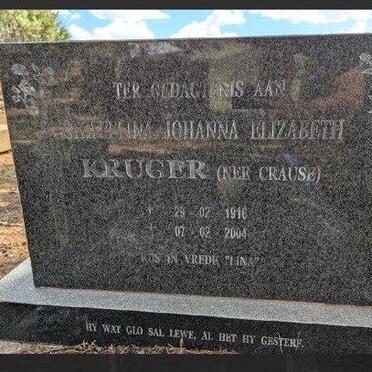 TER GEDAGTENIS AAN
JOHANNA ELIZABETH
KRUGER (NEE CRAUSE)
29-02-1916
07-02-2004
RUS IN VREDE "LINA"
HY WAT GLO SAL LEWE, AL HET HY GESTERF.